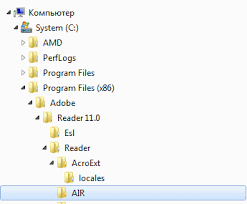 Компьютер
System (C:)
AMD
PerfLogs
Program Files
Program Files (x86)
Adobe
Reader 11.0
Esl
Reader
AcroExt
locales
AIR